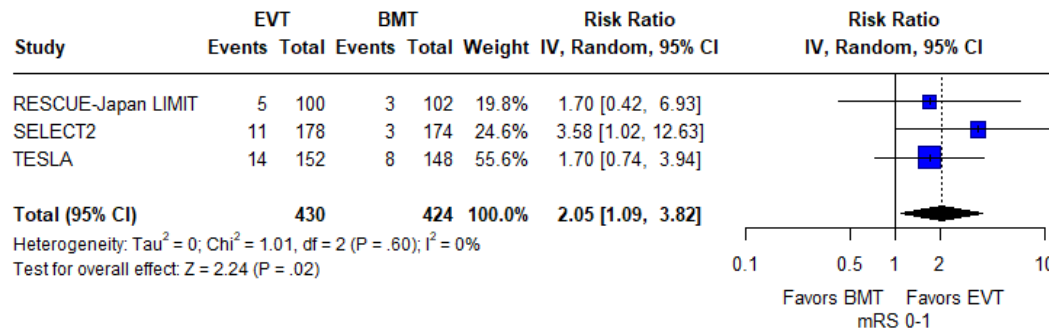 EVT BMT Risk Ratio Risk Ratio
Study Events Total Events Total Weight IV, Random, 95% CI IV, Random, 95% CI
RESCUE-Japan LIMIT 5 100 3 102 19.8% 1.70 [0.42, 6.93]
SELECT2 11 178 3 174 24.6% 3.58 [1.02, 12.63]
TESLA 14 152 8 148 55.6% 1.70 [0.74, 3.94]
Total (95% CI) 430 424 100.0% 2.05 [1.09, 3.82]
Heterogeneity: Tau² = 0; Chi² = 1.01, df = 2 (P = .60); I² = 0%
Test for overall effect: Z = 2.24 (P = .02)
0.1 0.5 1 2 10
Favors BMT Favors EVT
mRS 0-1